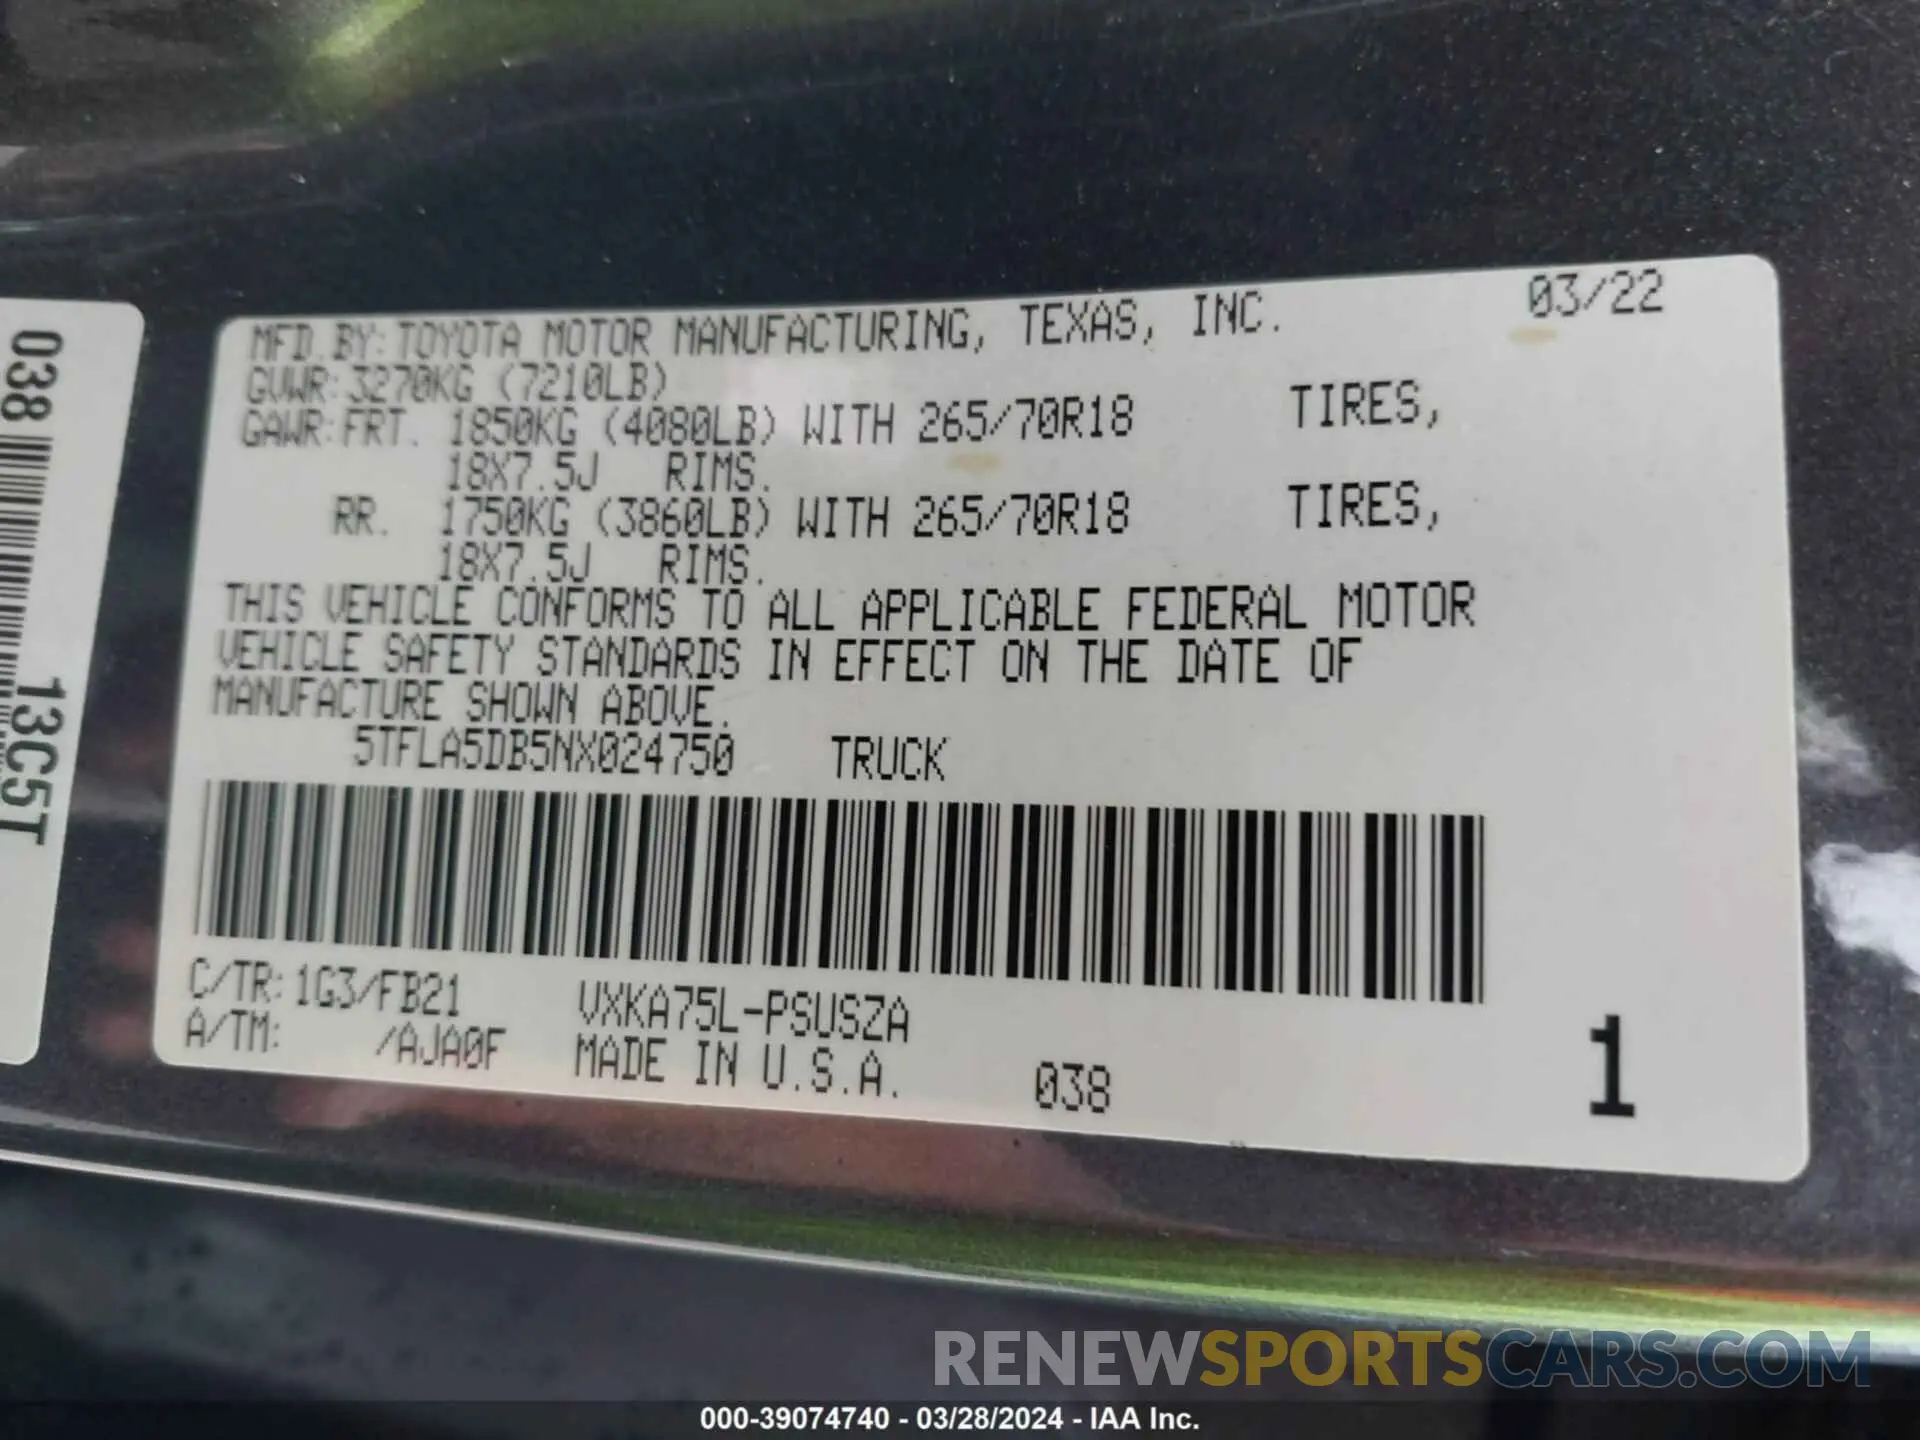 MFD. BY: TOYOTA MOTOR MANUFACTURING, TEXAS, INC. 03/22
GVWR: 3270KG (7210LB)
GAWR: FRT. 1850KG (4080LB) WITH 265/70R18 TIRES,
18X7.5J RIMS.
RR. 1750KG (3860LB) WITH 265/70R18 TIRES,
18X7.5J RIMS.
THIS VEHICLE CONFORMS TO ALL APPLICABLE FEDERAL MOTOR
VEHICLE SAFETY STANDARDS IN EFFECT ON THE DATE OF
MANUFACTURE SHOWN ABOVE.
5TFLA5DB5NX024750 TRUCK
C/TR: 1G3/FB21 VXKA75L-PSUSZA
A/TM: /AJA0F MADE IN U.S.A. 038 1
038
13C5T
RENEWSPORTSCARS.COM
000-39074740 - 03/28/2024 - IAA Inc.